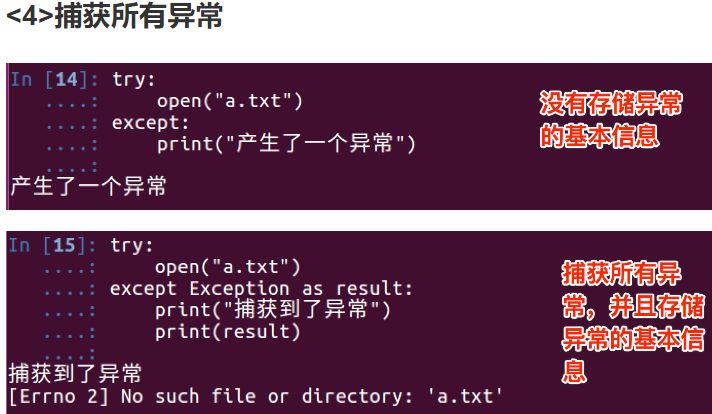 <4>捕获所有异常
In [14]: try:
....:     open("a.txt")
....: except:
....:     print("产生了一个异常")
....:
产生了一个异常
没有存储异常
的基本信息
In [15]: try:
....:     open("a.txt")
....: except Exception as result:
....:     print("捕获到了异常")
....:     print(result)
....:
捕获到了异常
[Errno 2] No such file or directory: 'a.txt'
捕获所有异
常，并且存储
异常的基本信
息